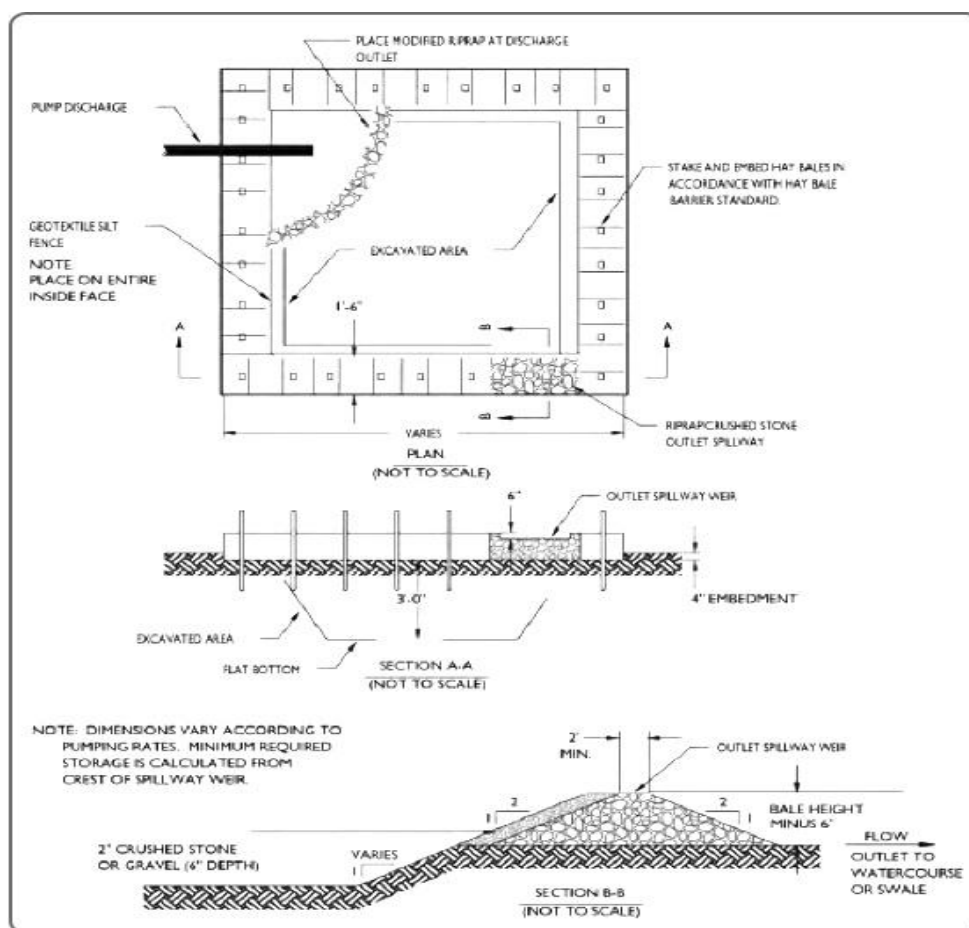 PLACE MODIFIED RIPRAP AT DISCHARGE
OUTLET
PUMP DISCHARGE
STAKE AND EMBED HAY BALES IN
ACCORDANCE WITH HAY BALE
BARRIER STANDARD.
GEOTEXTILE SILT
FENCE
NOTE
PLACE ON ENTIRE
INSIDE FACE
EXCAVATED AREA
1'-6"
B
A
A
B
RIPRAP/CRUSHED STONE
OUTLET SPILLWAY
VARIES
PLAN
(NOT TO SCALE)
6"
OUTLET SPILLWAY WEIR
3'-0"
4" EMBEDMENT
EXCAVATED AREA
FLAT BOTTOM
SECTION A-A
(NOT TO SCALE)
NOTE: DIMENSIONS VARY ACCORDING TO
PUMPING RATES. MINIMUM REQUIRED
STORAGE IS CALCULATED FROM
CREST OF SPILLWAY WEIR.
2'
MIN.
OUTLET SPILLWAY WEIR
2
1
2
1
BALE HEIGHT
MINUS 6"
2" CRUSHED STONE
OR GRAVEL (6" DEPTH)
VARIES
1
FLOW
OUTLET TO
WATERCOURSE
OR SWALE
SECTION B-B
(NOT TO SCALE)